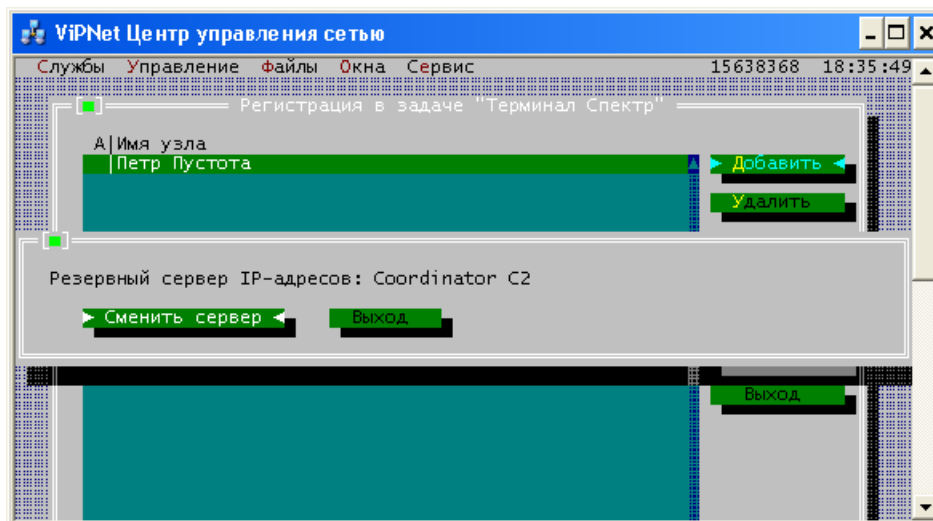 ViPNet Центр управления сетью
Службы Управление Файлы Окна Сервис 15638368 18:35:49
Регистрация в задаче "Терминал Спектр"
А|Имя узла
|Петр Пустота
Добавить
Удалить
Резервный сервер IP-адресов: Coordinator C2
Сменить сервер Выход
Выход